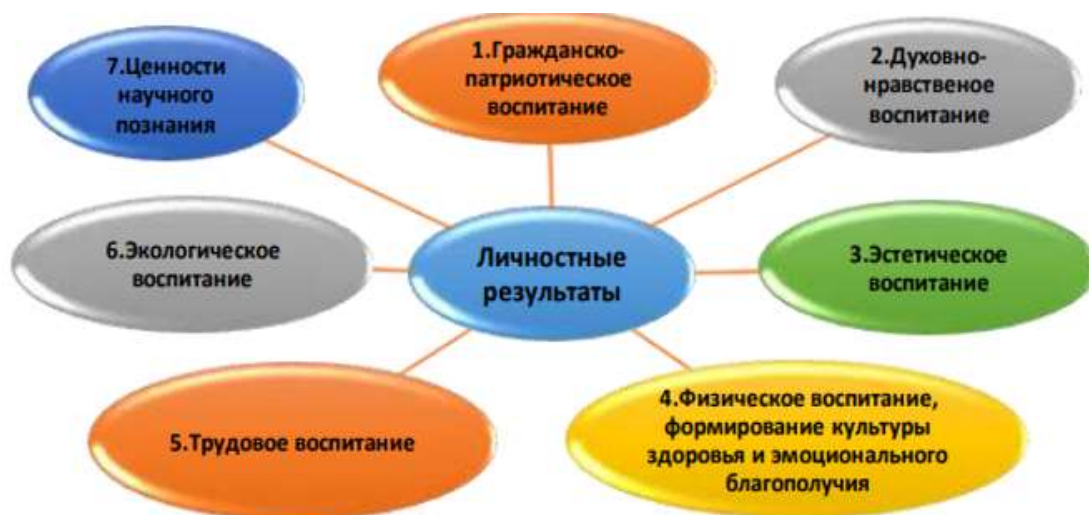 1.Гражданско-
патриотическое
воспитание
2.Духовно-
нравственое
воспитание
3.Эстетическое
воспитание
4.Физическое воспитание,
формирование культуры
здоровья и эмоционального
благополучия
5.Трудовое воспитание
6.Экологическое
воспитание
7.Ценности
научного
познания
Личностные
результаты